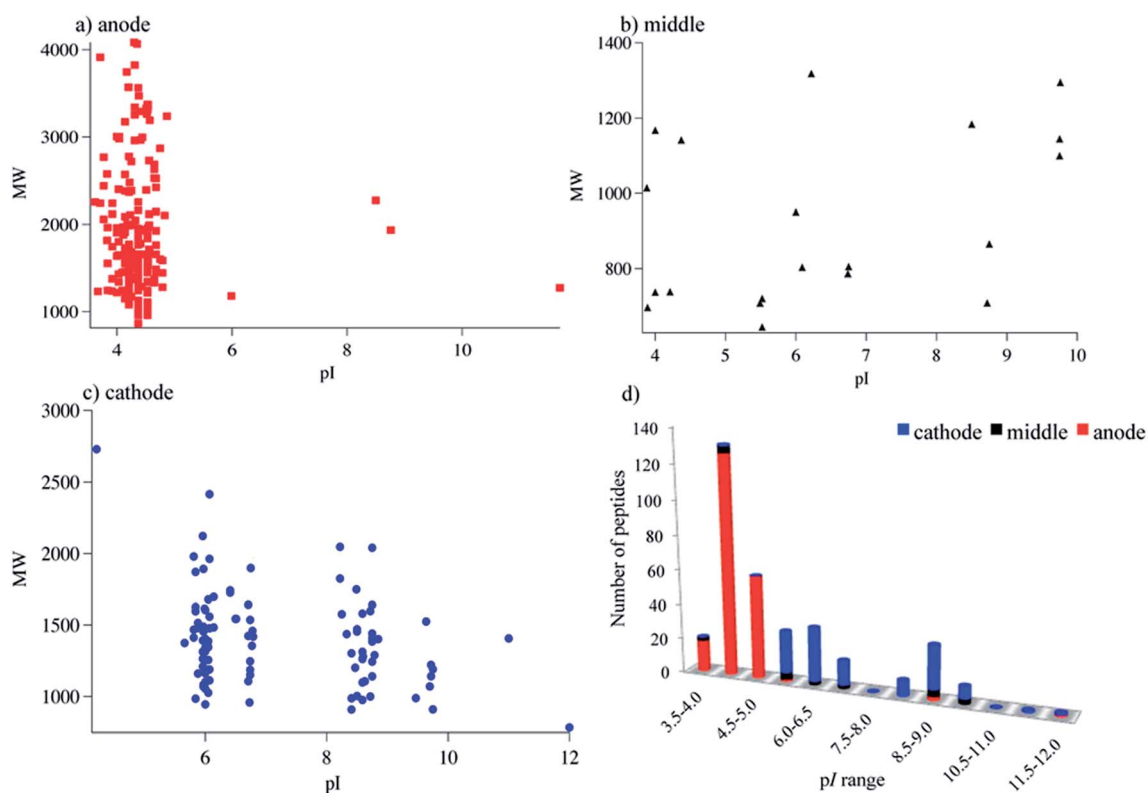 a) anode
4000
3000
2000
1000
MW
4 6 8 10
pI
b) middle
1400
1200
1000
800
MW
4 5 6 7 8 9 10
pI
c) cathode
3000
2500
2000
1500
1000
MW
6 8 10 12
pI
d)
cathode middle anode
140
120
100
80
60
40
20
0
Number of peptides
3.5-4.0 4.5-5.0 6.0-6.5 7.5-8.0 8.5-9.0 10.5-11.0 11.5-12.0
pI range